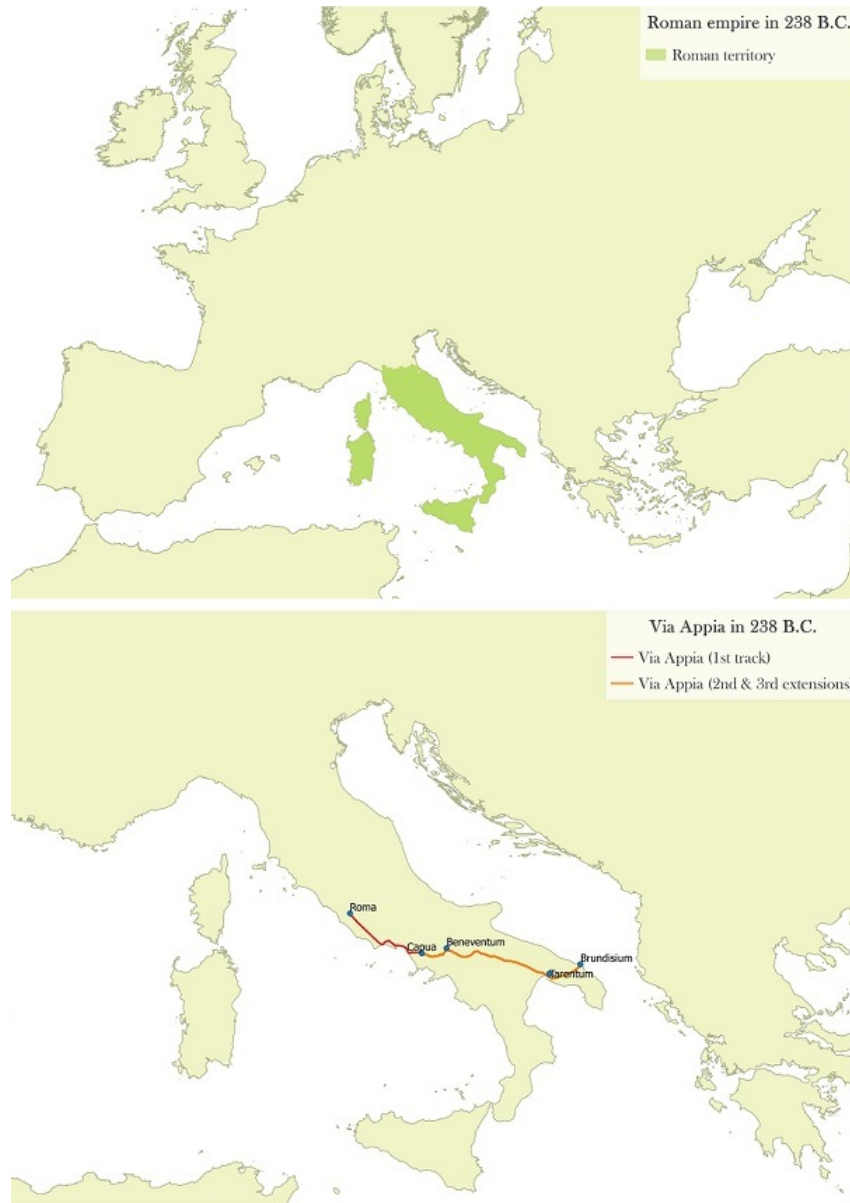 Roman empire in 238 B.C.
Roman territory
Via Appia in 238 B.C.
Via Appia (1st track)
Via Appia (2nd & 3rd extensions)
Roma
Capua
Beneventum
Brundisium
Tarentum